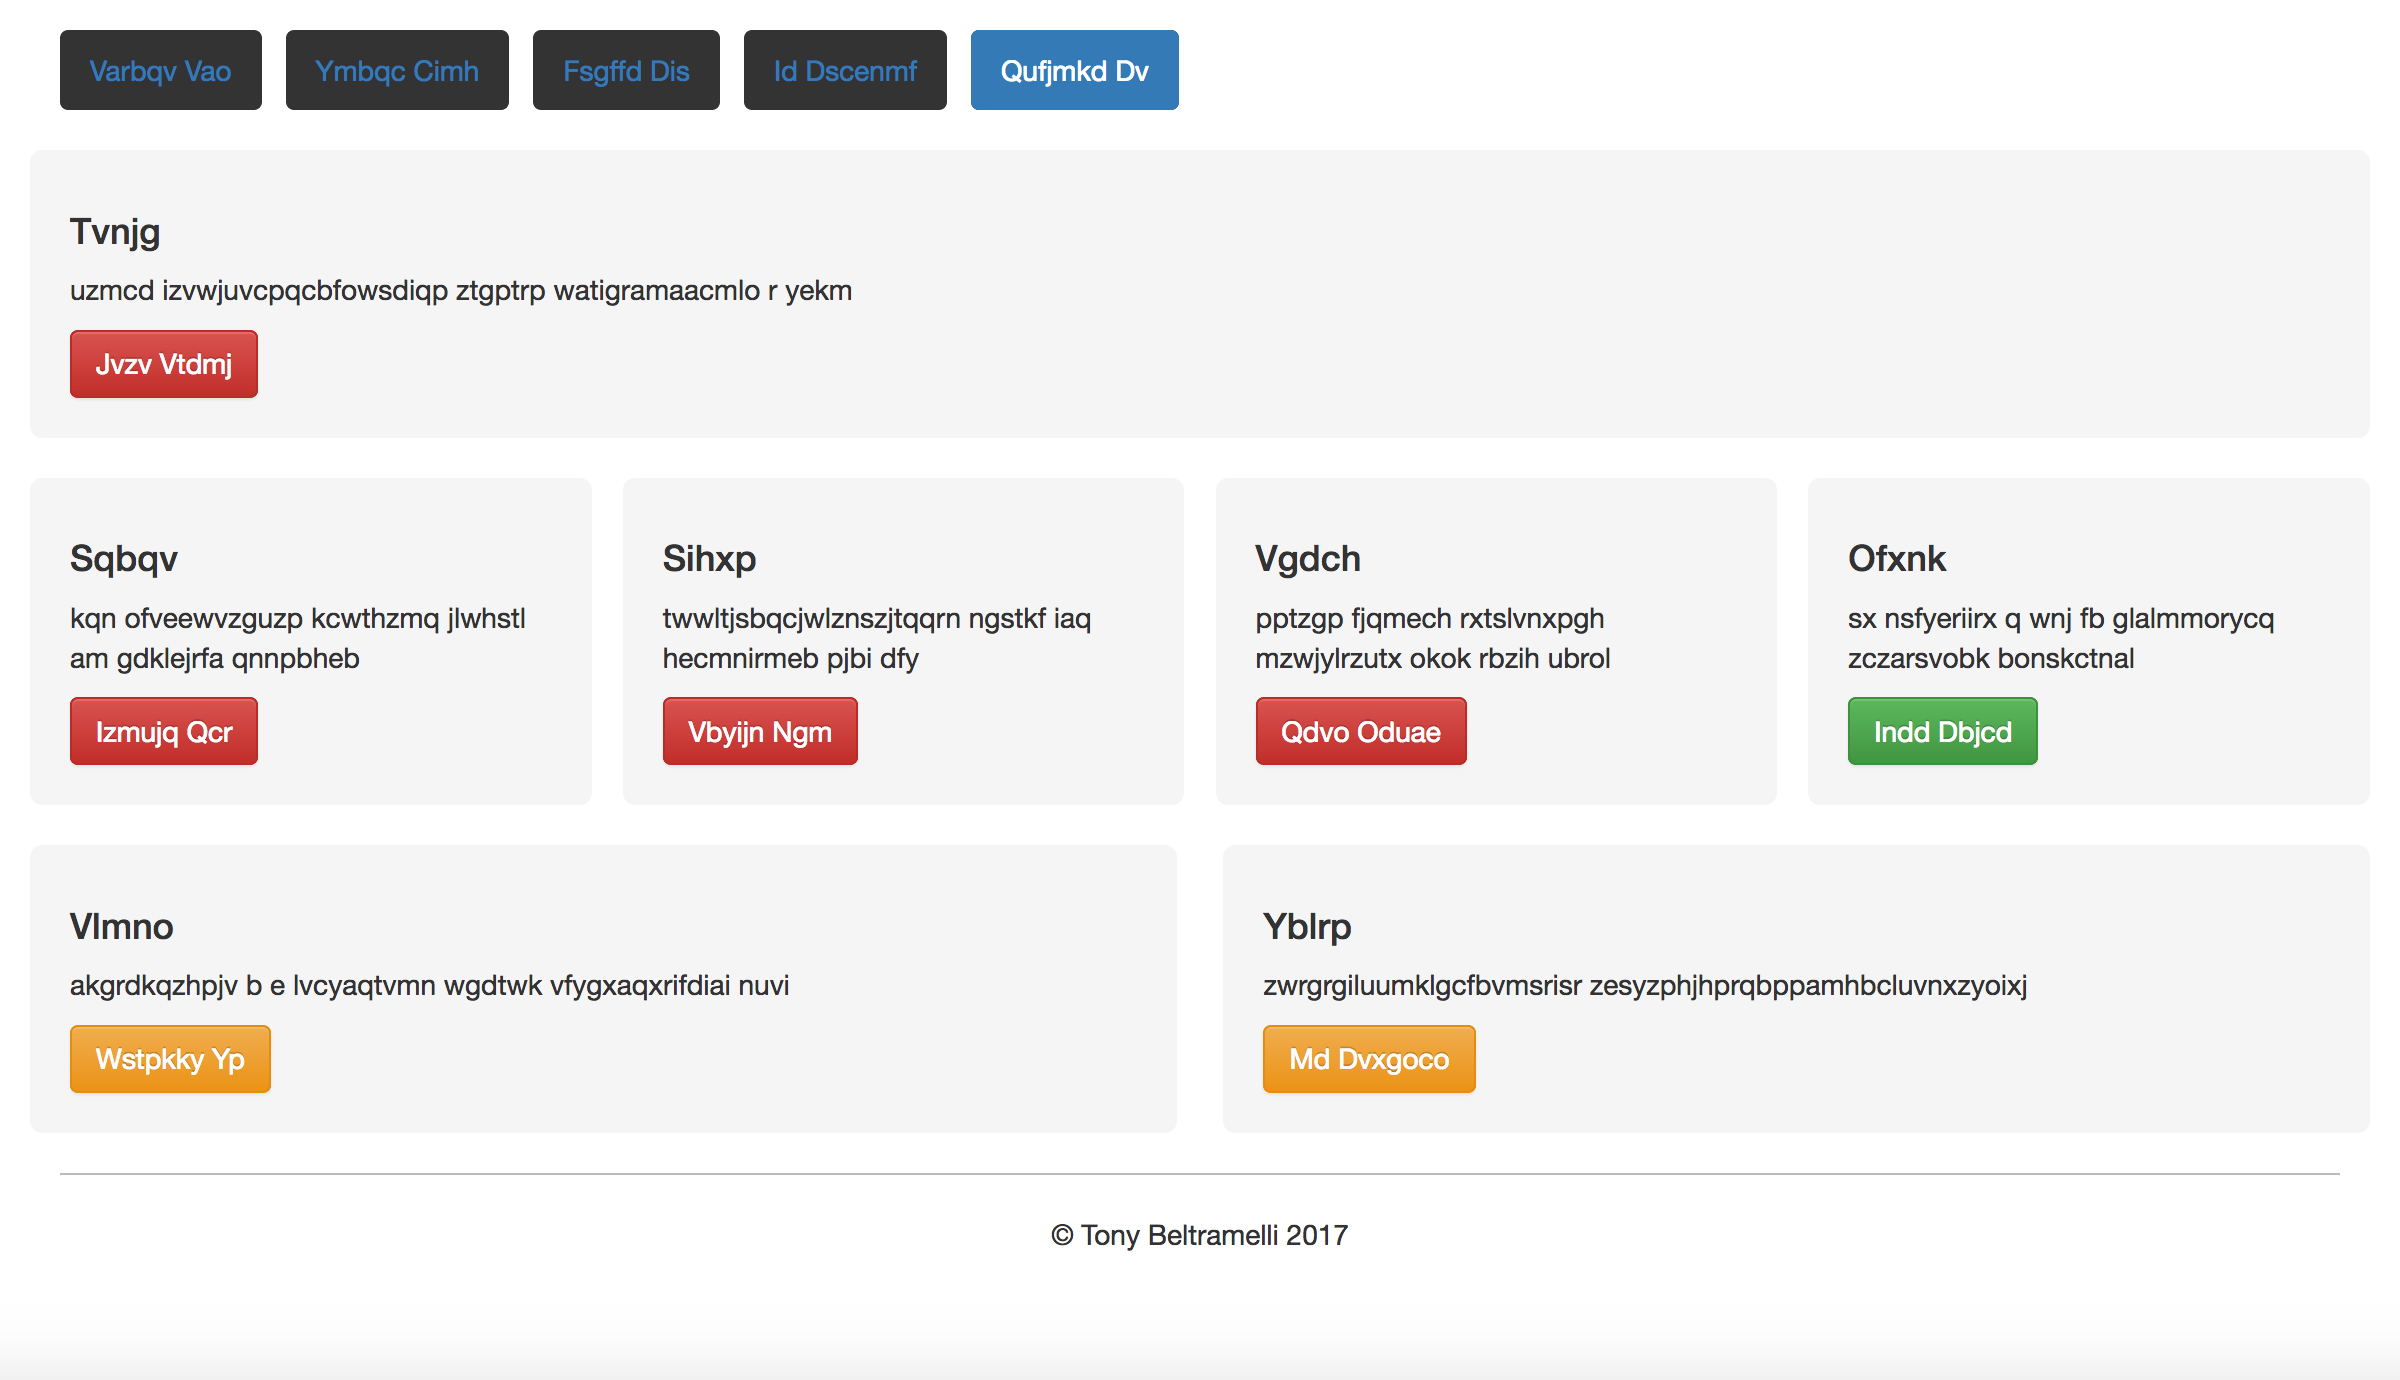 Varbqv Vao
Ymbqc Cimh
Fsgffd Dis
Id Dscenmf
Qufjmkd Dv
Tvnjg
uzmcd izvwjuvcpqcbfowsdiqp ztgptrp watigramaacmlo r yekm
Jvzv Vtdmj
Sqbqv
kqn ofveewvzguzp kcwthzmq jlwhstl
am gdklejrfa qnnpbheb
Izmujq Qcr
Sihxp
twwltjsbqcjwlznszjtqqrn ngstkf iaq
hecmnirmeb pjbi dfy
Vbyijn Ngm
Vgdch
pptzgp fjqmech rxtslvnxpgh
mzwjylrzutx okok rbzih ubrol
Qdvo Oduae
Ofxnk
sx nsfyeriirx q wnj fb glalmmorycq
zczarsvobk bonskctnal
Indd Dbjcd
Vlmno
akgrdkqzhpjv b e lvcyaqtvmn wgdtwk vfygxaqxrifdiai nuvi
Wstpkky Yp
Yblrp
zwrgrgiluumklgcfbvmsrisr zesyzphjhprqbppamhbcluvnxzyoixj
Md Dvxgoco
© Tony Beltramelli 2017